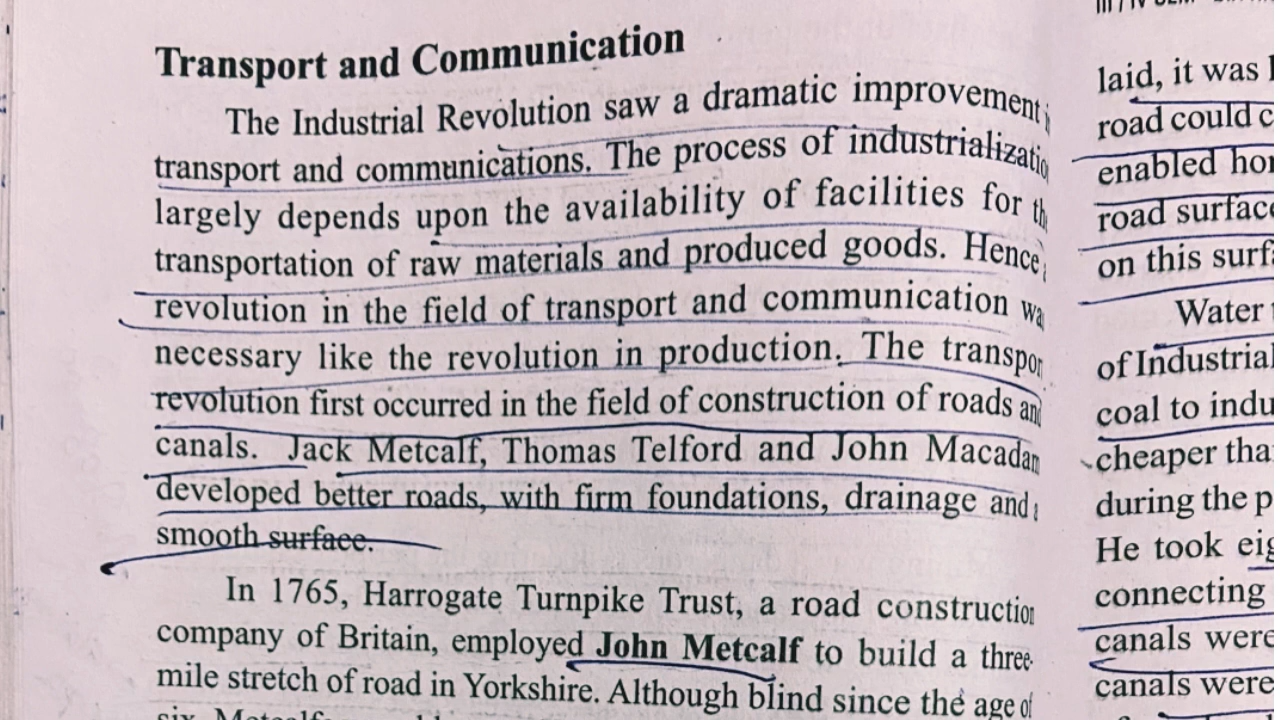 Transport and Communication
The Industrial Revolution saw a dramatic improvement
transport and communications. The process of industrializatio
largely depends upon the availability of facilities for th
transportation of raw materials and produced goods. Hence
revolution in the field of transport and communication wa
necessary like the revolution in production. The transpor
revolution first occurred in the field of construction of roads an
canals. Jack Metcalf, Thomas Telford and John Macadam
developed better roads, with firm foundations, drainage and
smooth surface.
In 1765, Harrogate Turnpike Trust, a road construction
company of Britain, employed John Metcalf to build a three-
mile stretch of road in Yorkshire. Although blind since the age of
laid, it was
road could c
enabled hor
road surface
on this surfa
Water
of Industrial
coal to indu
cheaper tha
during the p
He took eig
connecting
canals were
canals were